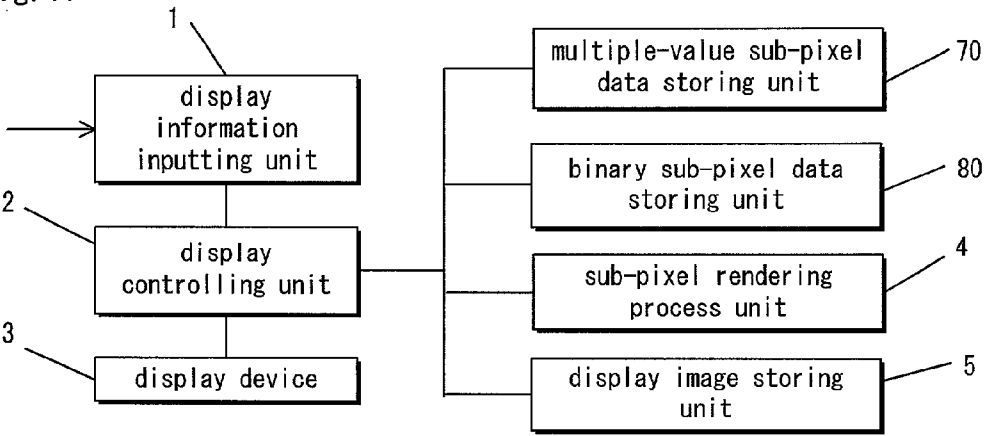 1
display
information
inputting unit
2
display
controlling unit
3
display device
multiple-value sub-pixel
data storing unit
70
binary sub-pixel data
storing unit
80
sub-pixel rendering
process unit
4
display image storing
unit
5